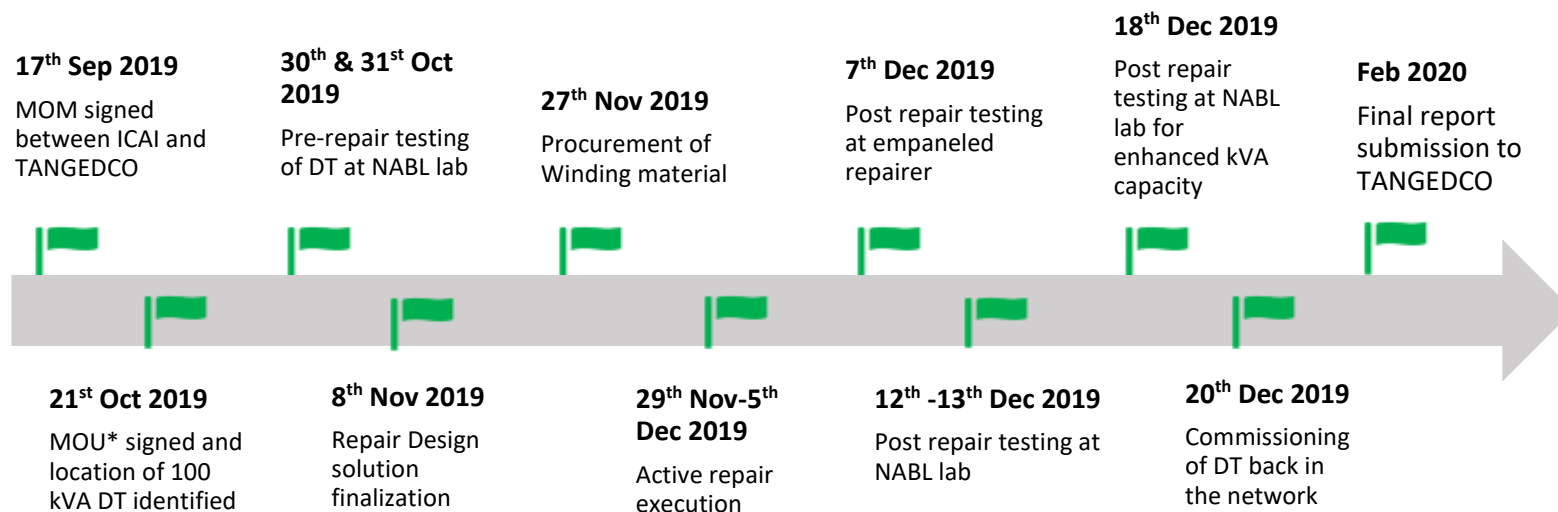 17th Sep 2019
MOM signed
between ICAI and
TANGEDCO
30th & 31st Oct
2019
Pre-repair testing
of DT at NABL lab
27th Nov 2019
Procurement of
Winding material
7th Dec 2019
Post repair testing
at empaneled
repairer
18th Dec 2019
Post repair
testing at NABL
lab for
enhanced kVA
capacity
Feb 2020
Final report
submission to
TANGEDCO
21st Oct 2019
MOU* signed and
location of 100
kVA DT identified
8th Nov 2019
Repair Design
solution
finalization
29th Nov-5th
Dec 2019
Active repair
execution
12th -13th Dec 2019
Post repair testing at
NABL lab
20th Dec 2019
Commissioning
of DT back in
the network